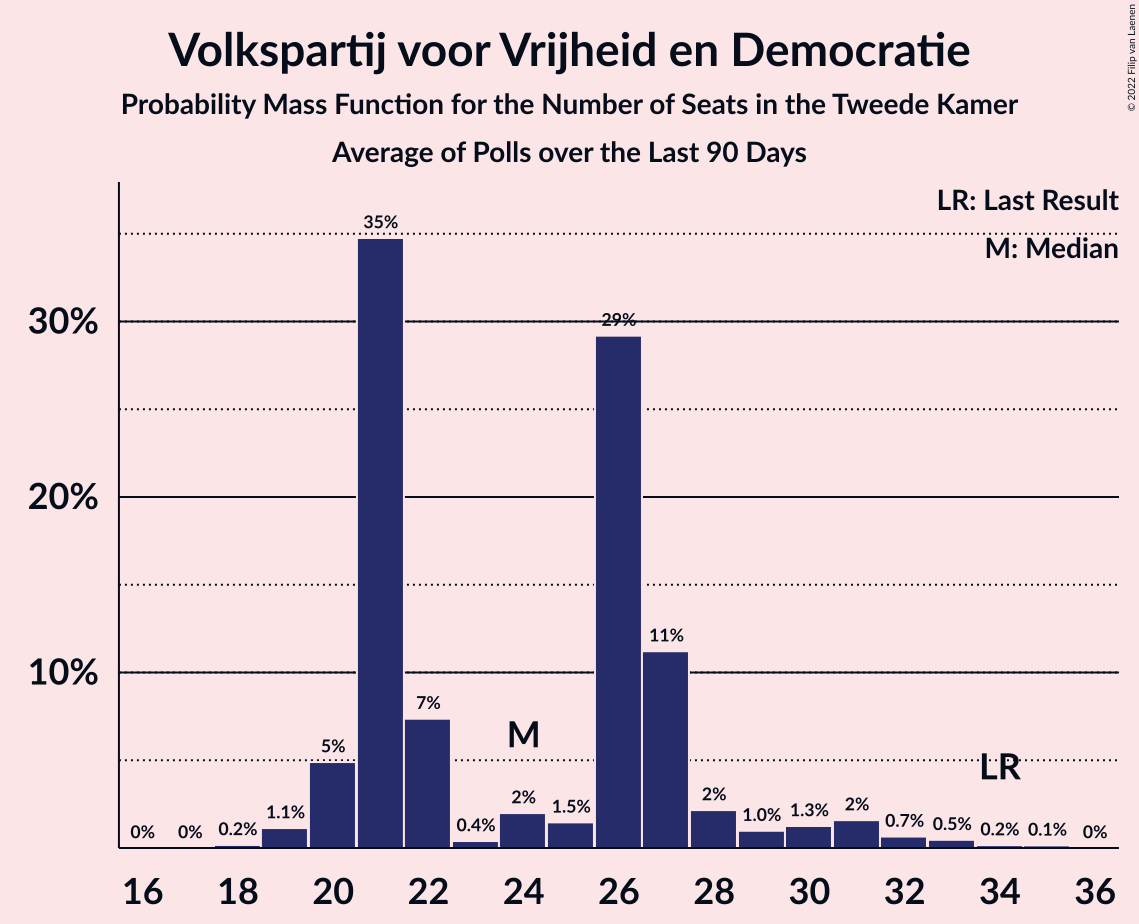 Volkspartij voor Vrijheid en Democratie
Probability Mass Function for the Number of Seats in the Tweede Kamer
Average of Polls over the Last 90 Days
© 2022 Filip van Laenen
LR: Last Result
M: Median
30%
20%
10%
0% 0% 0.2% 1.1% 5% 35% 7% 0.4% 2% 1.5% 29% 11% 2% 1.0% 1.3% 2% 0.7% 0.5% 0.2% 0.1% 0%
M
LR
16 18 20 22 24 26 28 30 32 34 36